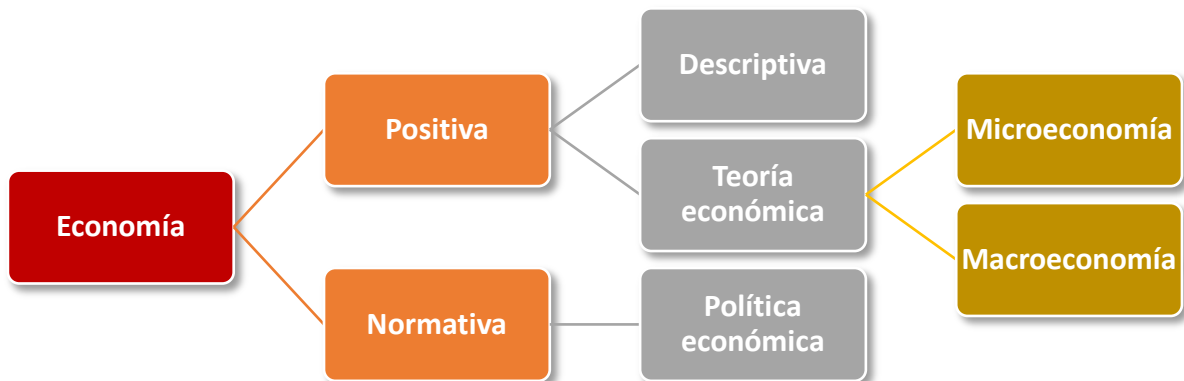 Economía
Positiva
Normativa
Descriptiva
Teoría
económica
Política
económica
Microeconomía
Macroeconomía